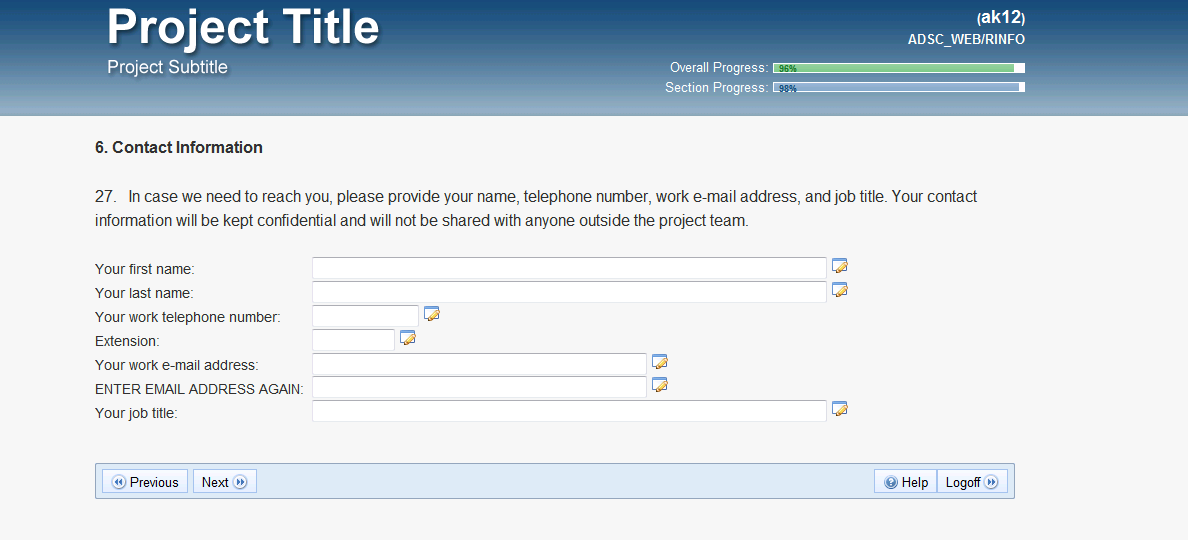 Project Title
Project Subtitle
(ak12)
ADSC_WEB/RINFO
Overall Progress: 96%
Section Progress: 98%
6. Contact Information
27. In case we need to reach you, please provide your name, telephone number, work e-mail address, and job title. Your contact
information will be kept confidential and will not be shared with anyone outside the project team.
Your first name:
Your last name:
Your work telephone number:
Extension:
Your work e-mail address:
ENTER EMAIL ADDRESS AGAIN:
Your job title:
Previous Next Help Logoff